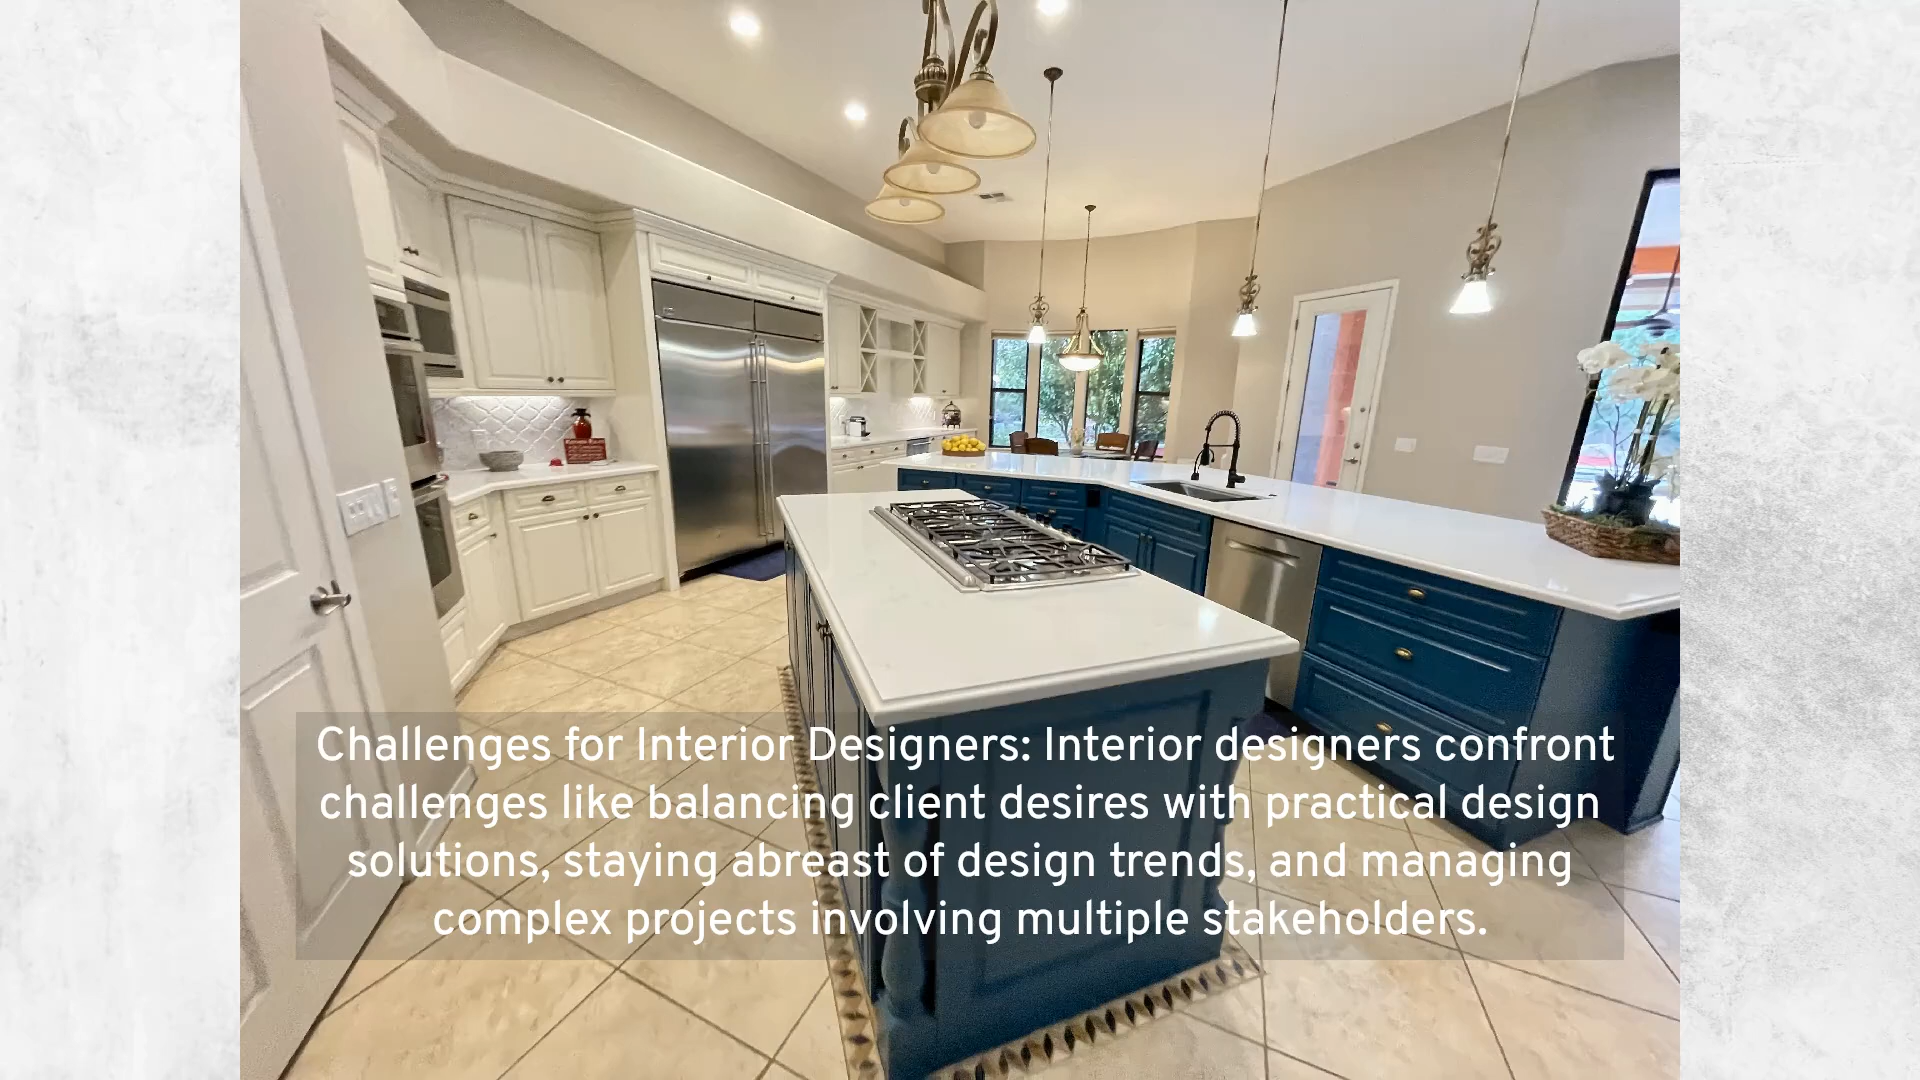 Challenges for Interior Designers: Interior designers confront
challenges like balancing client desires with practical design
solutions, staying abreast of design trends, and managing
complex projects involving multiple stakeholders.